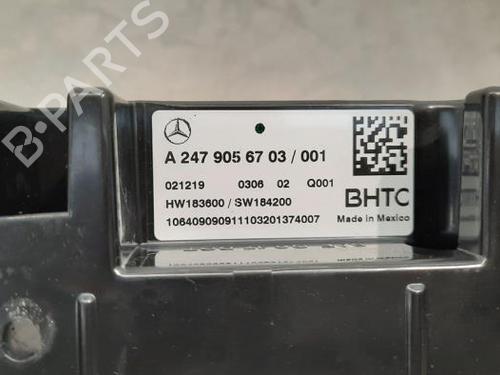 A 247 905 67 03 / 001
021219 0306 02 Q001
HW183600 / SW184200
106409090911103201374007
BHTC
Made in Mexico
B-PARTS